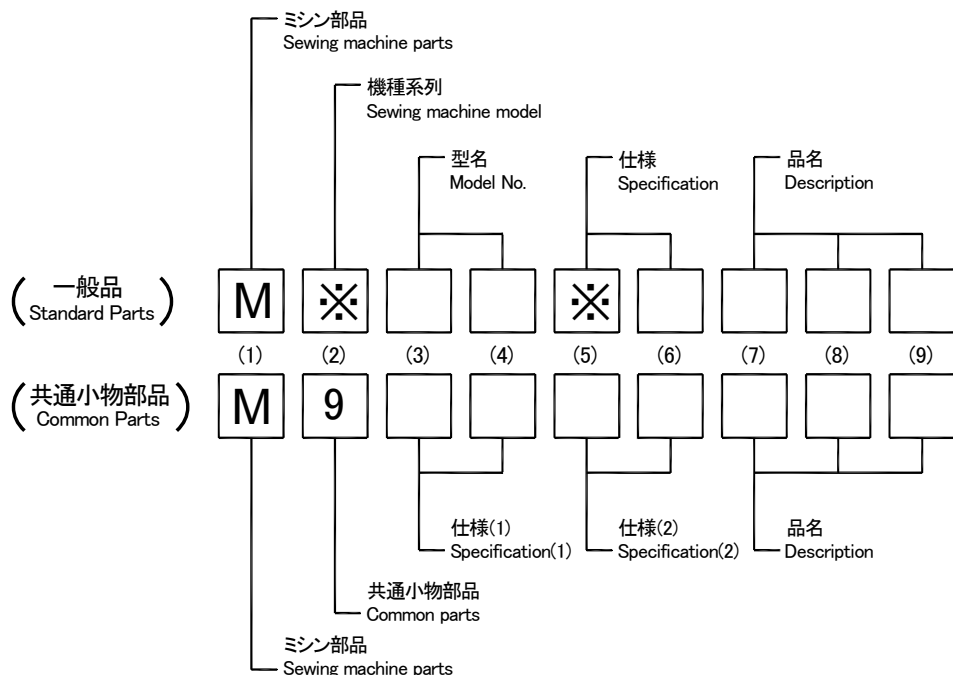 ミシン部品
Sewing machine parts
機種系列
Sewing machine model
型名
Model No.
仕様
Specification
品名
Description
(一般品
Standard Parts)
M ※ ※
(1) (2) (3) (4) (5) (6) (7) (8) (9)
(共通小物部品
Common Parts)
M 9
仕様(1)
Specification(1)
仕様(2)
Specification(2)
品名
Description
共通小物部品
Common parts
ミシン部品
Sewing machine parts